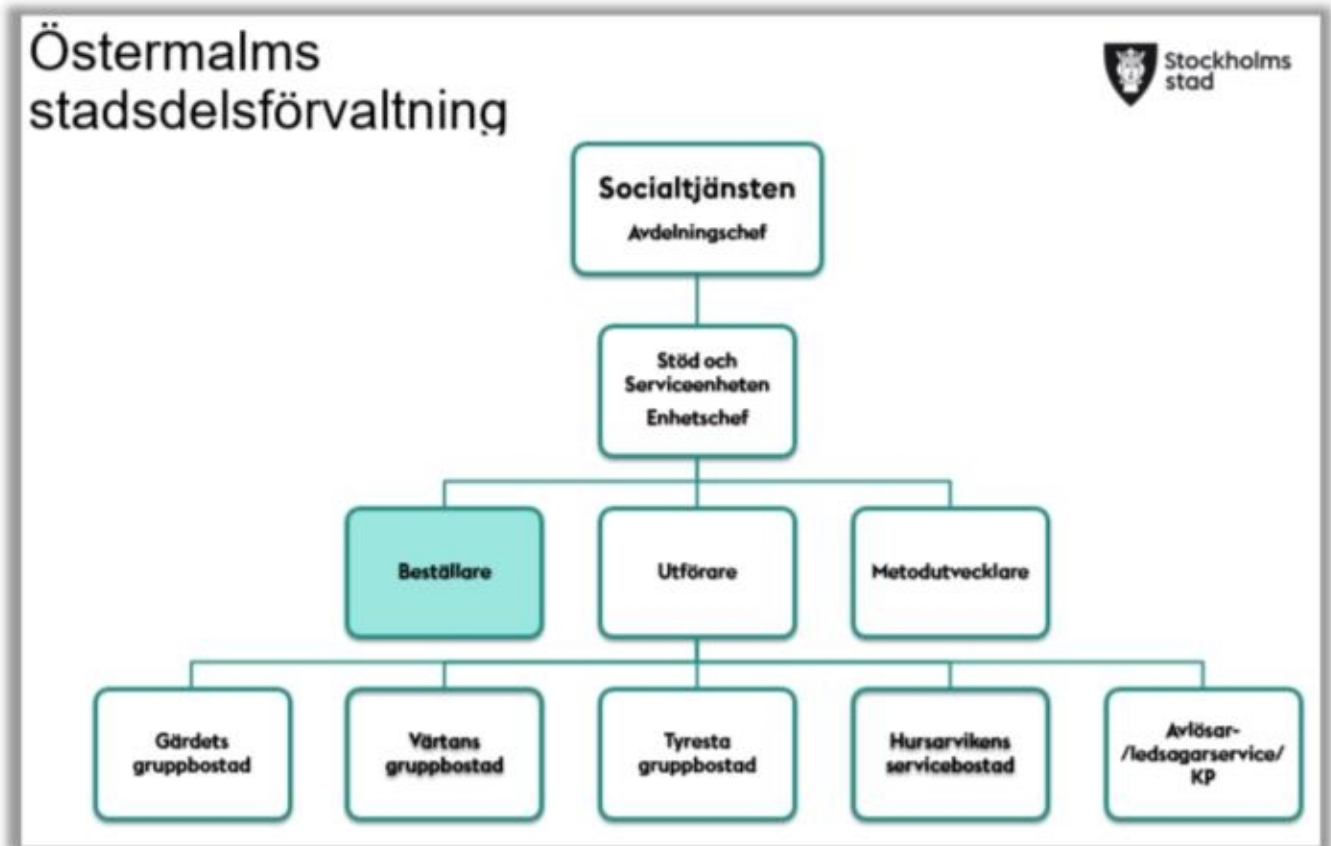 Östermalms
stadsdelsförvaltning
Stockholms
stad
Socialtjänsten
Avdelningschef
Stöd och
Serviceenheten
Enhetschef
Beställare
Utförare
Metodutvecklare
Gärdets
gruppbostad
Värtans
gruppbostad
Tyresta
gruppbostad
Hursarvikens
servicebostad
Avlösar-
/ledsagarservice/
KP